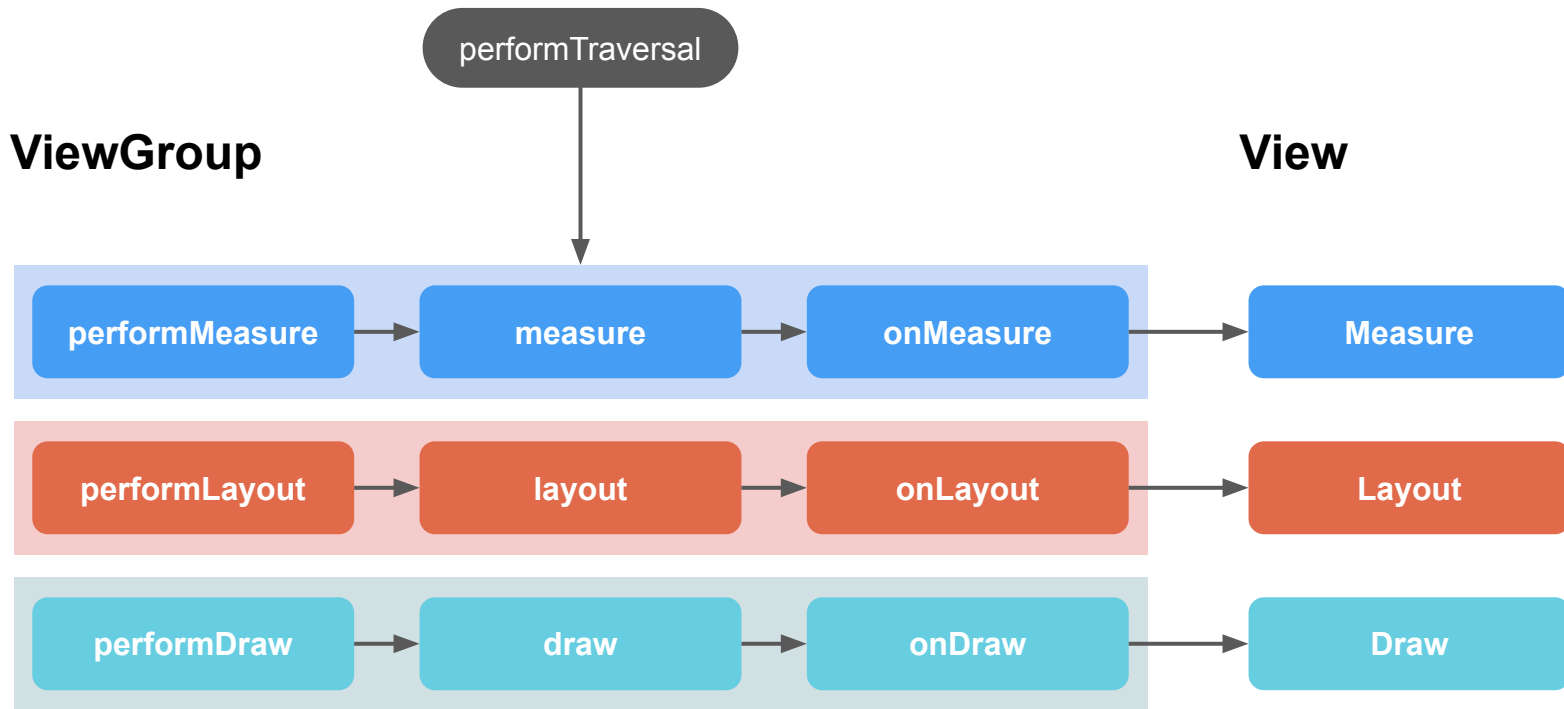 performTraversal
ViewGroup
View
performMeasure
measure
onMeasure
Measure
performLayout
layout
onLayout
Layout
performDraw
draw
onDraw
Draw